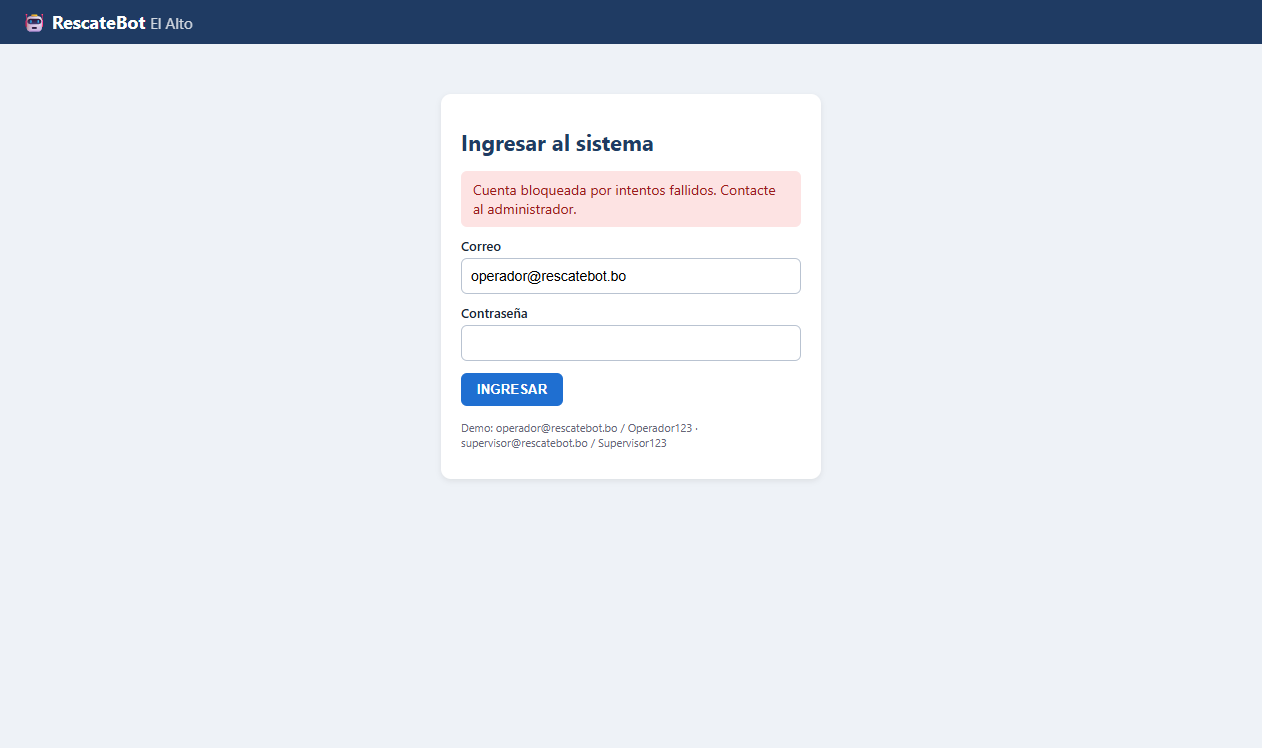 RescateBot El Alto
Ingresar al sistema
Cuenta bloqueada por intentos fallidos. Contacte
al administrador.
Correo
operador@rescatebot.bo
Contraseña
INGRESAR
Demo: operador@rescatebot.bo / Operador123 ·
supervisor@rescatebot.bo / Supervisor123